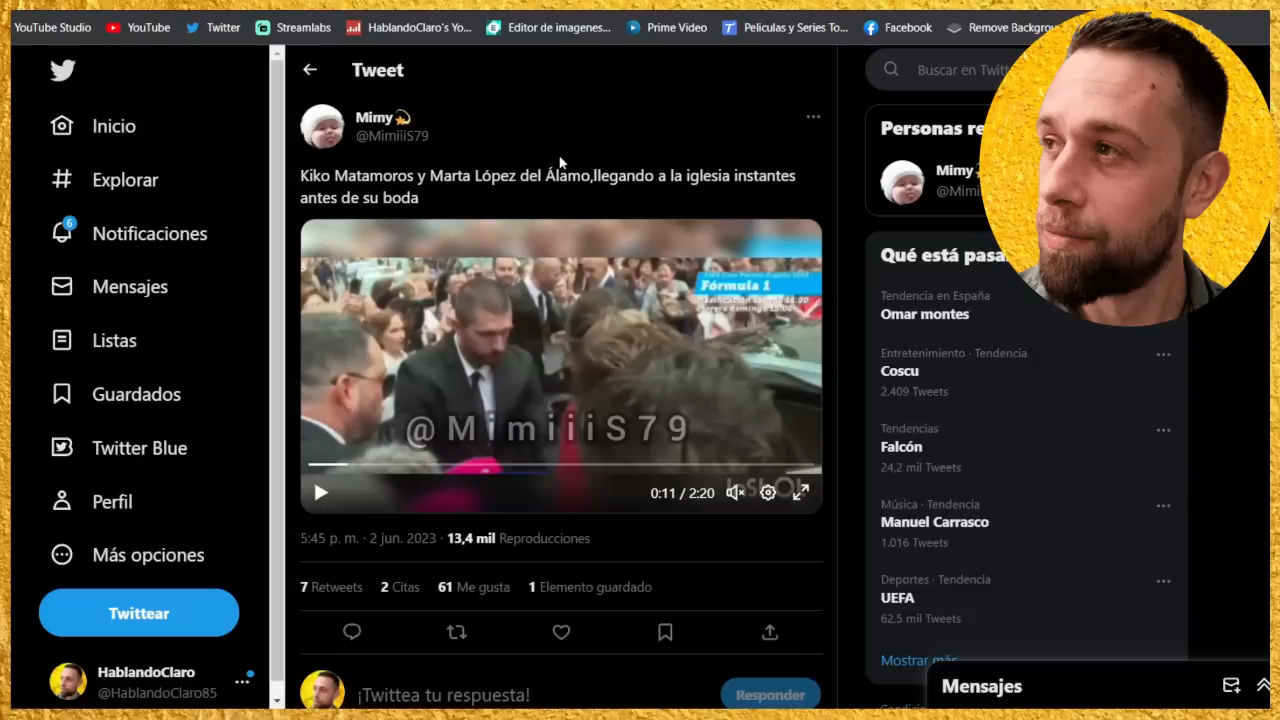 YouTube Studio
YouTube
Twitter
Streamlabs
HablandoClaro's Yo...
Editor de imagenes...
Prime Video
Peliculas y Series To...
Facebook
Remove Backgrou
Inicio
Explorar
6
Notificaciones
Mensajes
Listas
Guardados
Twitter Blue
Perfil
Más opciones
Twittear
HablandoClaro
@HablandoClaro85
Tweet
Mimy
@MimiiiS79
Kiko Matamoros y Marta López del Álamo,llegando a la iglesia instantes
antes de su boda
Fórmula 1
@MimiiiS79
0:11 / 2:20
5:45 p. m. · 2 jun. 2023 · 13,4 mil Reproducciones
7 Retweets 2 Citas 61 Me gusta 1 Elemento guardado
¡Twittea tu respuesta!
Responder
Buscar en Twitt
Personas re
Mimy
@Mimi
Qué está pasa
Tendencia en España
Omar montes
Entretenimiento · Tendencia
Coscu
2.409 Tweets
Tendencias
Falcón
24,2 mil Tweets
Música · Tendencia
Manuel Carrasco
1.016 Tweets
Deportes · Tendencia
UEFA
62,5 mil Tweets
Mostrar más
Mensajes